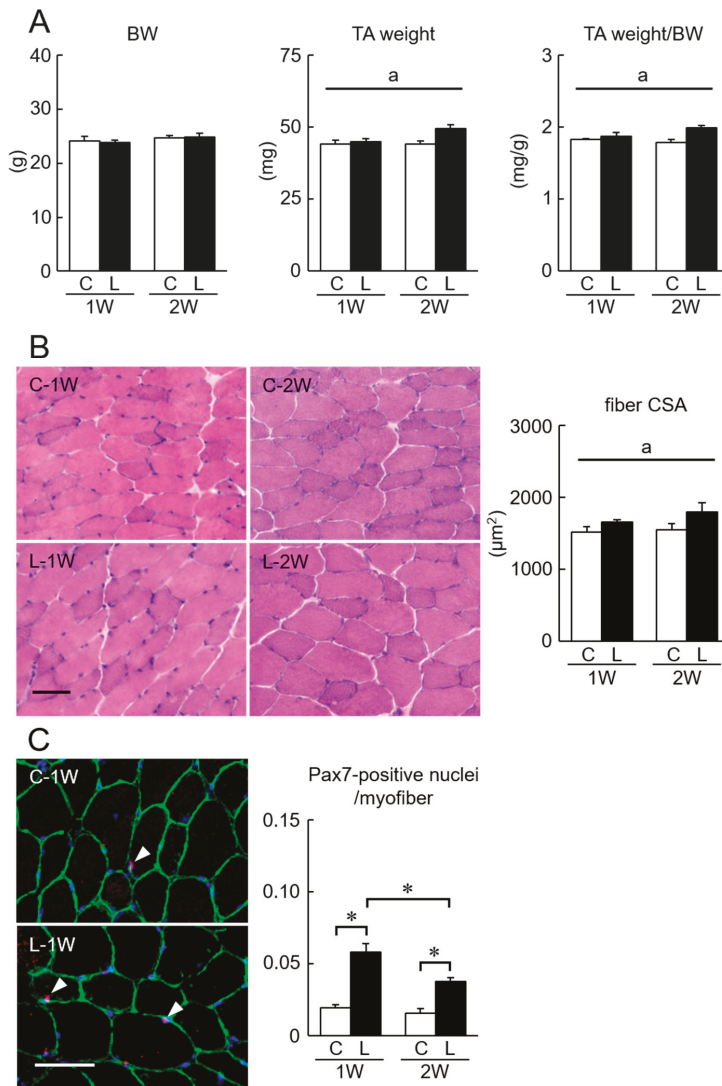 A
BW
TA weight
TA weight/BW
(g)
40
30
20
10
0
C L C L
1W 2W
(mg)
75
50
25
0
a
C L C L
1W 2W
(mg/g)
3
2
1
0
a
C L C L
1W 2W
B
C-1W
C-2W
L-1W
L-2W
fiber CSA
(µm²)
3000
2000
1000
0
a
C L C L
1W 2W
C
C-1W
L-1W
Pax7-positive nuclei
/myofiber
0.15
0.10
0.05
0
*
*
*
C L C L
1W 2W